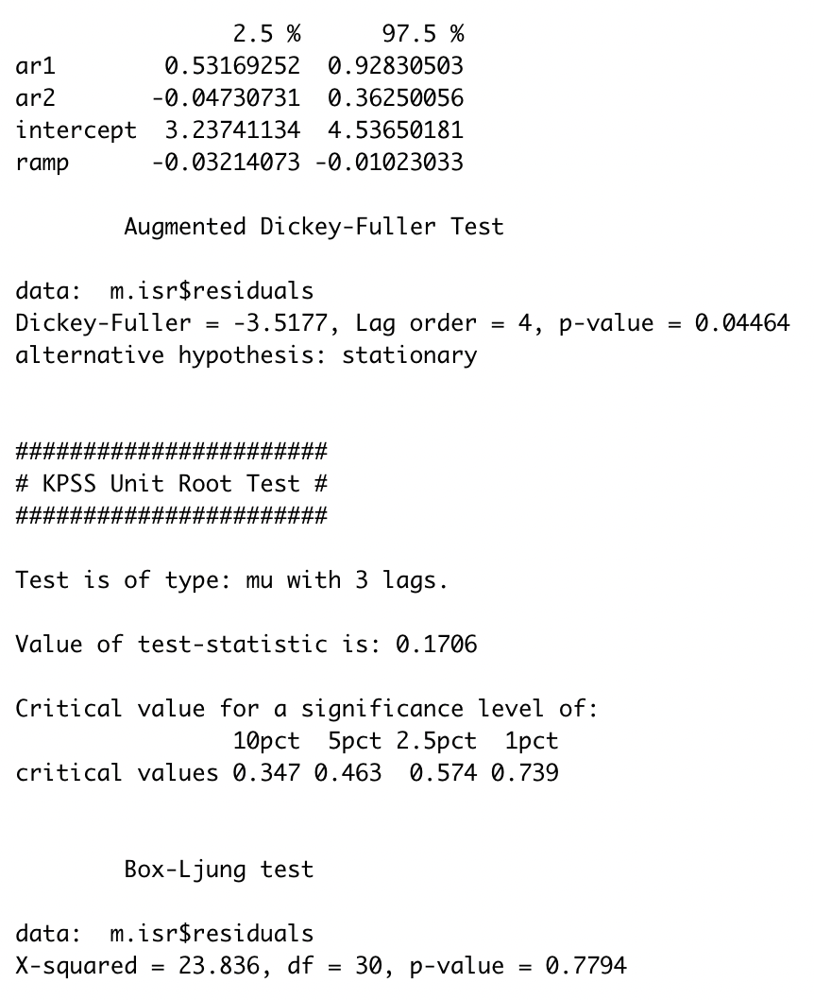 2.5 %      97.5 %
ar1        0.53169252  0.92830503
ar2       -0.04730731  0.36250056
intercept  3.23741134  4.53650181
ramp      -0.03214073 -0.01023033
        Augmented Dickey-Fuller Test
data:  m.isr$residuals
Dickey-Fuller = -3.5177, Lag order = 4, p-value = 0.04464
alternative hypothesis: stationary
#######################
# KPSS Unit Root Test #
#######################
Test is of type: mu with 3 lags.
Value of test-statistic is: 0.1706
Critical value for a significance level of:
                10pct  5pct 2.5pct  1pct
critical values 0.347 0.463  0.574 0.739
        Box-Ljung test
data:  m.isr$residuals
X-squared = 23.836, df = 30, p-value = 0.7794